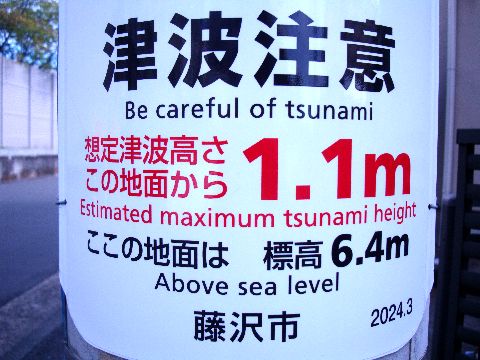 津波注意
Be careful of tsunami
想定津波高さ
この地面から 1.1m
Estimated maximum tsunami height
ここの地面は 標高 6.4m
Above sea level
藤沢市 2024.3